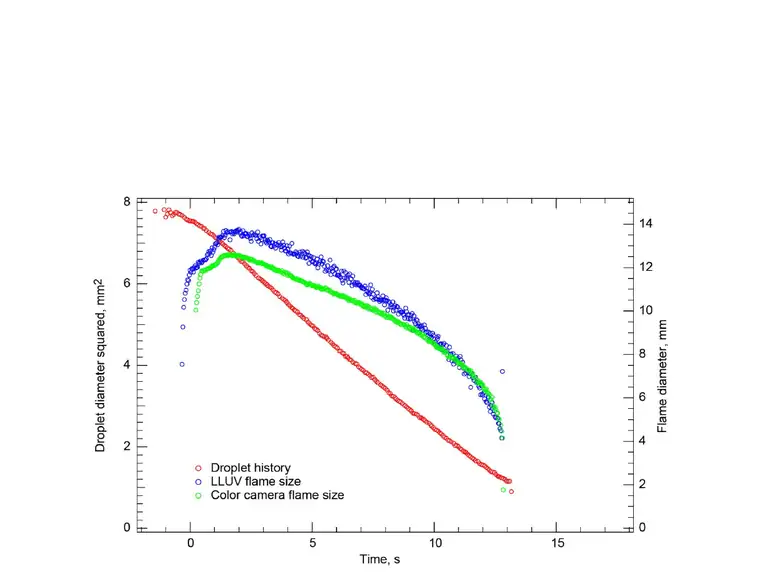 8
6
4
2
0
Droplet diameter squared, mm2
14
12
10
8
6
4
2
0
Flame diameter, mm
Droplet history
LLUV flame size
Color camera flame size
0 5 10 15
Time, s